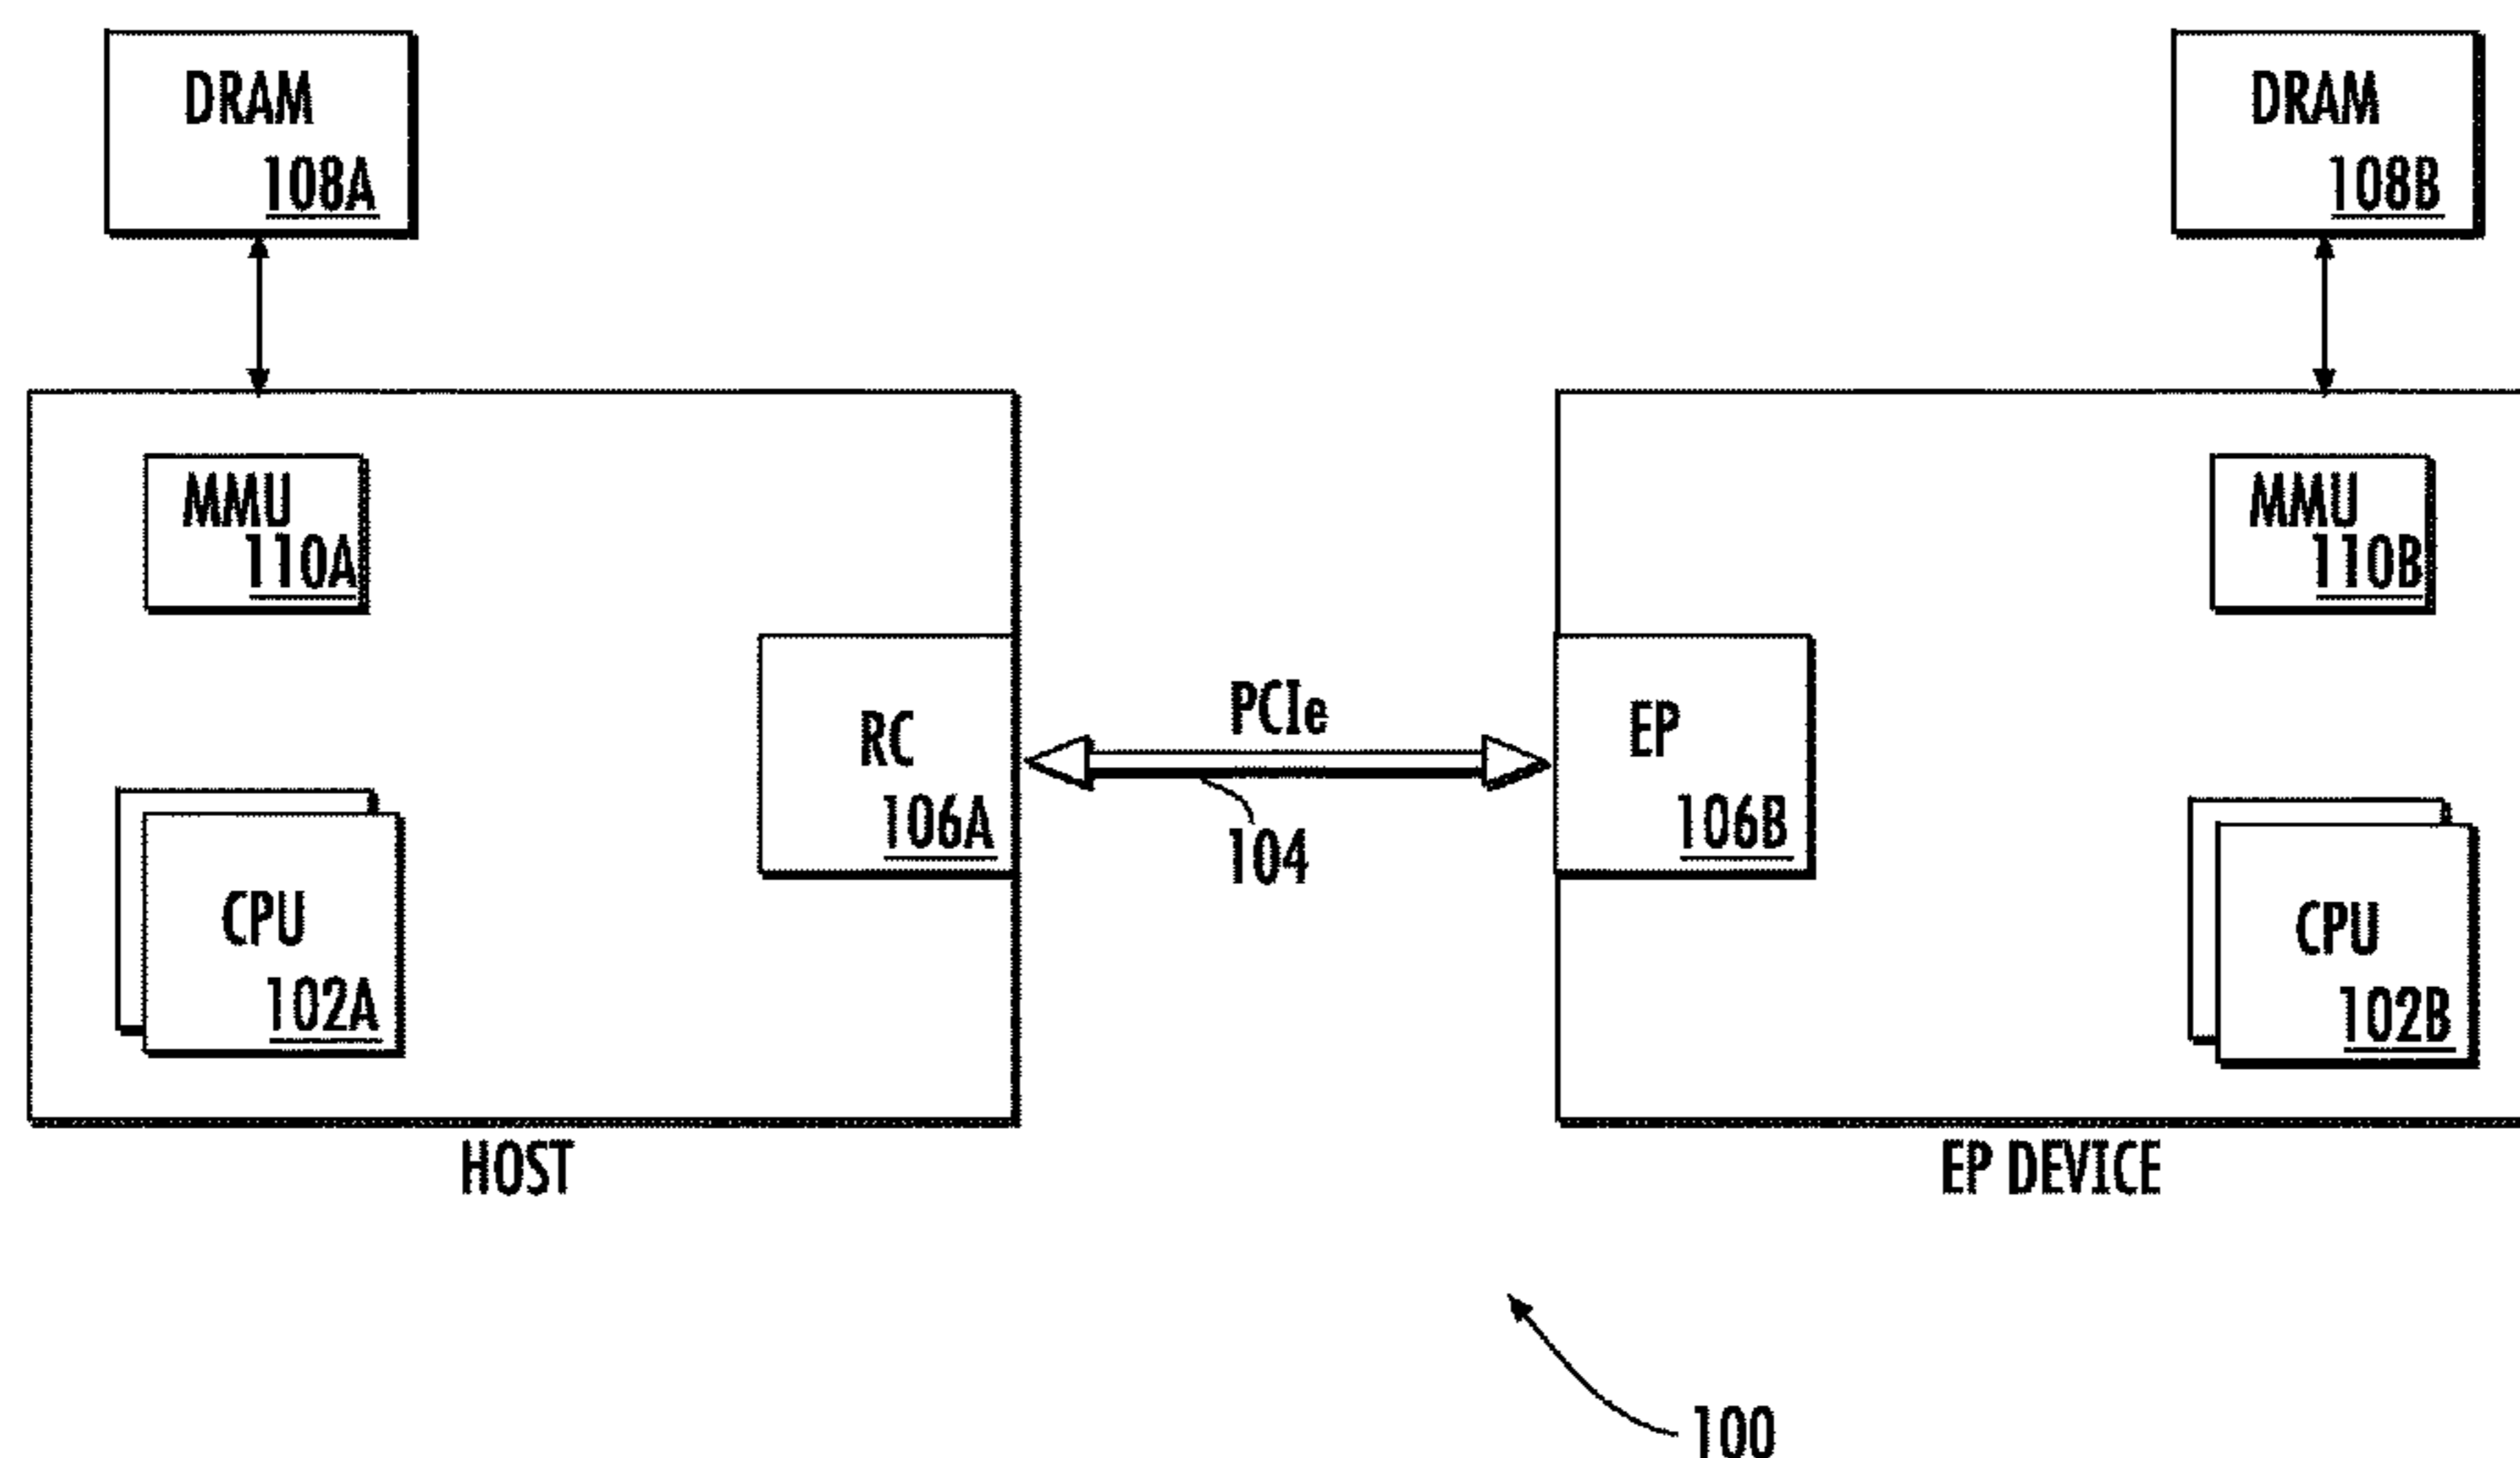 DRAM
108A
DRAM
108B
MMU
110A
MMU
110B
RC
106A
PCIe
104
EP
106B
CPU
102A
CPU
102B
HOST
EP DEVICE
100